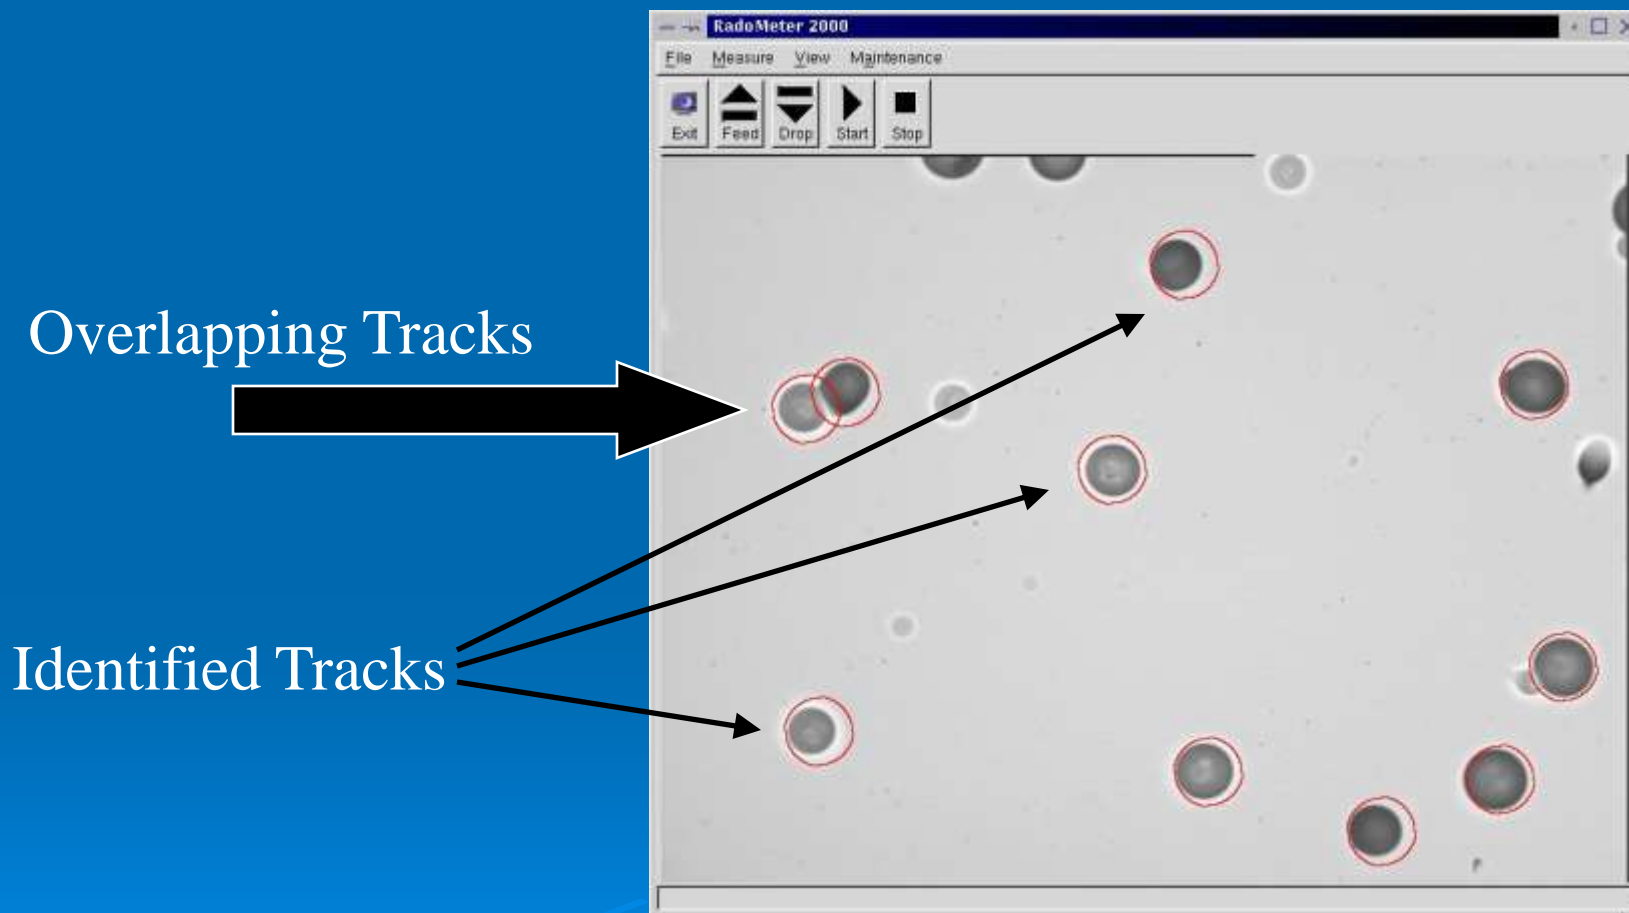 RadoMeter 2000
File Measure View Maintenance
Exit Feed Drop Start Stop
Overlapping Tracks
Identified Tracks